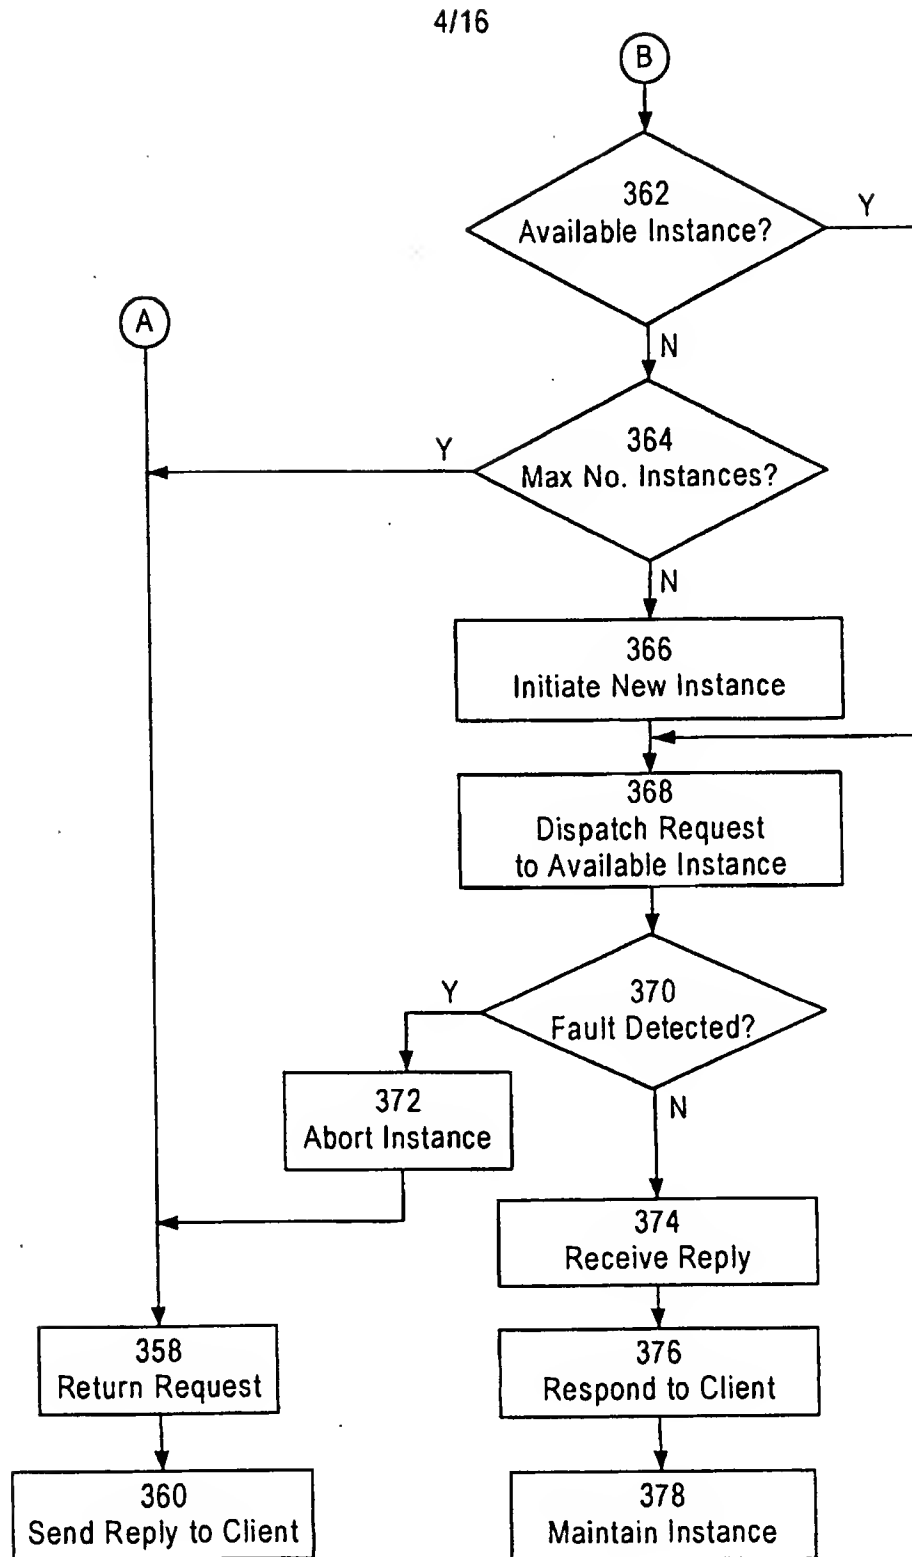 4/16
B
362
Available Instance?
Y
A
N
364
Max No. Instances?
Y
N
366
Initiate New Instance
368
Dispatch Request
to Available Instance
370
Fault Detected?
Y
N
372
Abort Instance
374
Receive Reply
358
Return Request
376
Respond to Client
360
Send Reply to Client
378
Maintain Instance